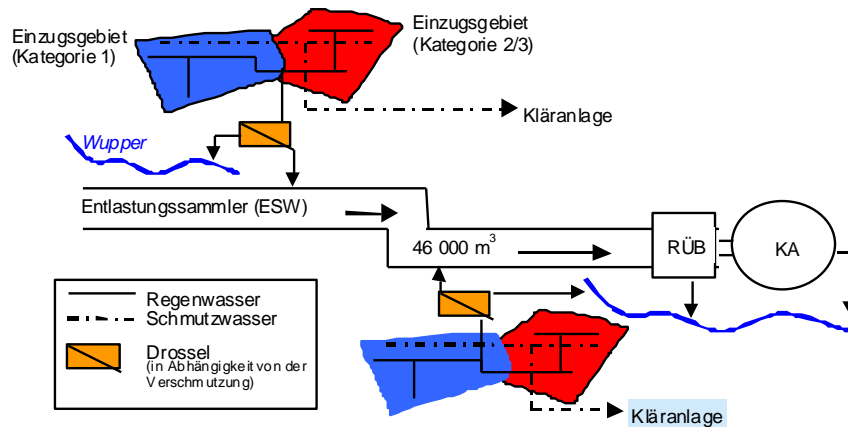 Einzugsgebiet
(Kategorie 1)
Einzugsgebiet
(Kategorie 2/3)
Kläranlage
Wupper
Entlastungssammler (ESW)
46 000 m³
RÜB
KA
Regenwasser
Schmutzwasser
Drossel
(in Abhängigkeit von der
Verschmutzung)
Kläranlage